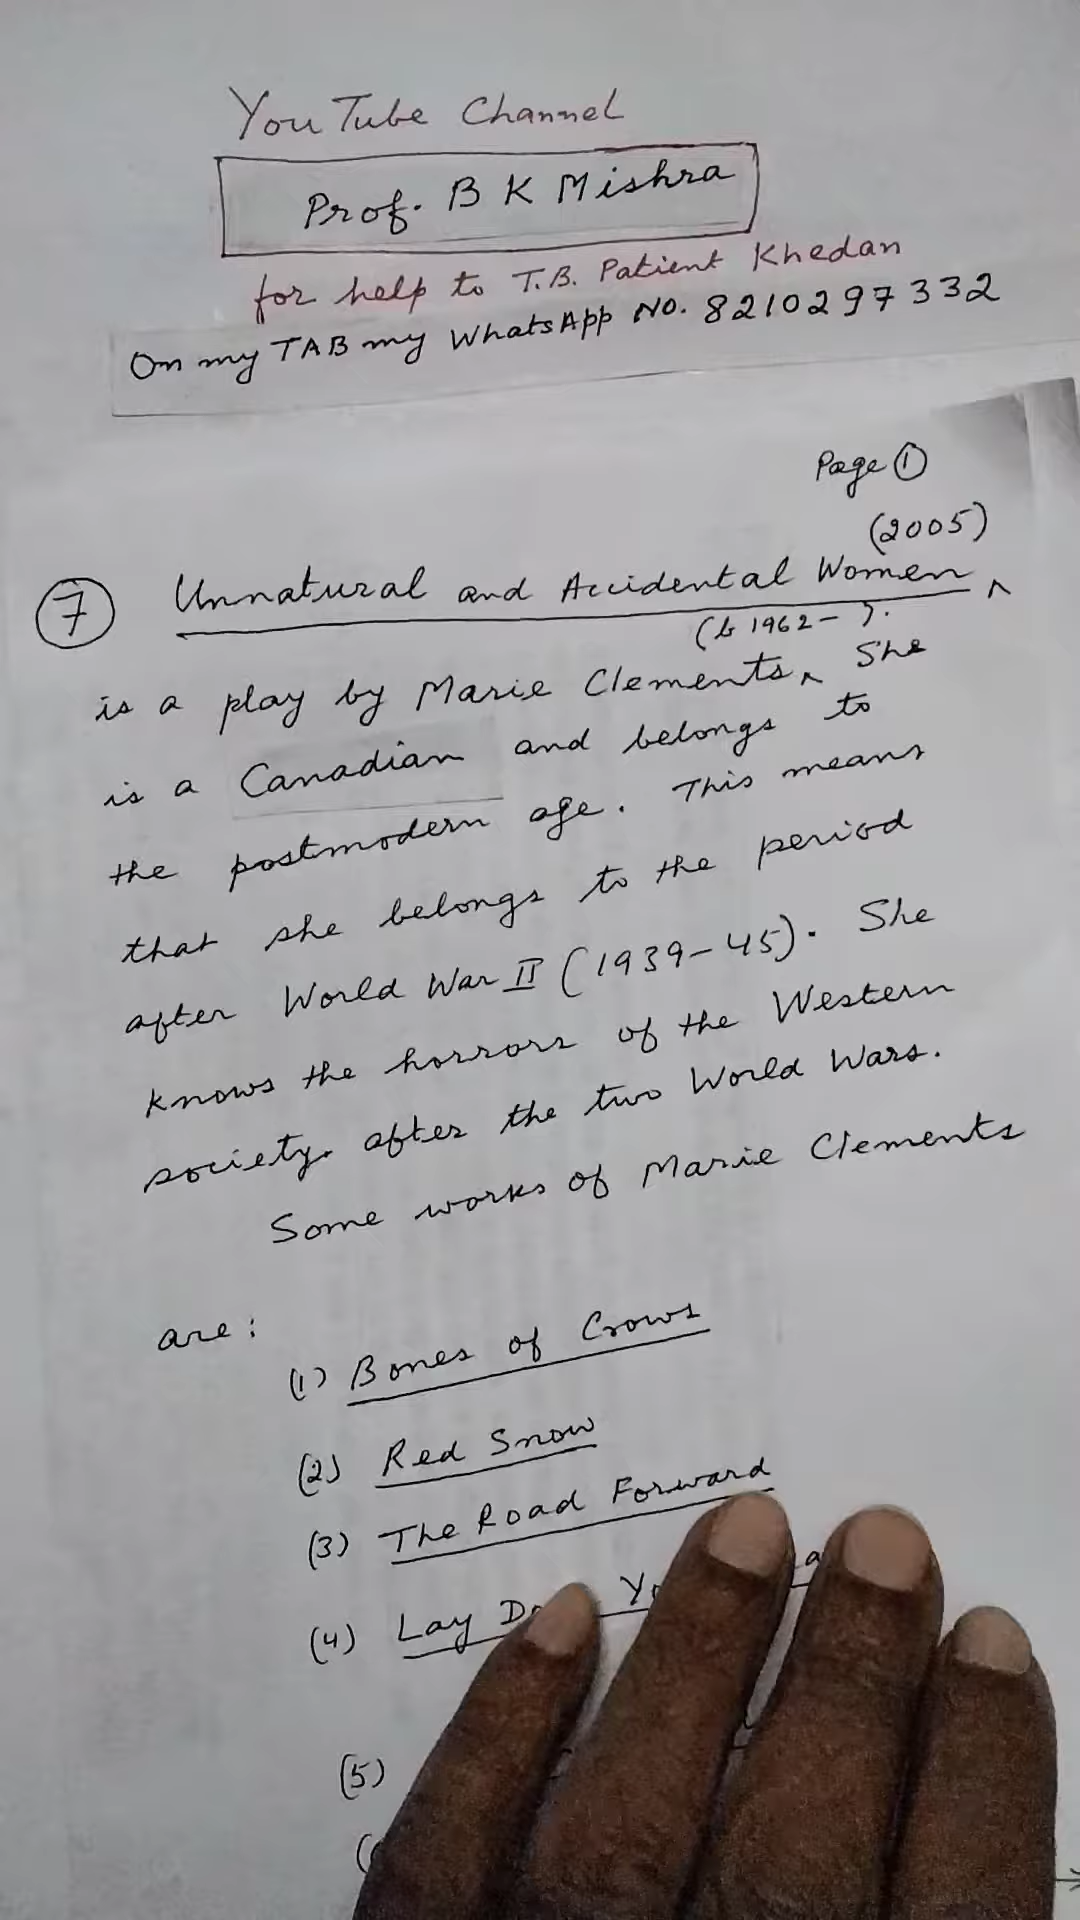 YouTube Channel
Prof. B K Mishra
for help to T.B. Patient Khedan
On my TAB my WhatsApp No. 8210297332
Page 1
(2005)
7 Unnatural and Accidental Women ^
(b 1962- ).
is a play by Marie Clements^ She
is a Canadian and belongs to
the postmodern age. This means
that she belongs to the period
after World War II (1939-45). She
knows the horrors of the Western
society. after the two World Wars.
Some works of Marie Clements
are:
(1) Bones of Crows
(2) Red Snow
(3) The Road Forward
(4) Lay
(5)